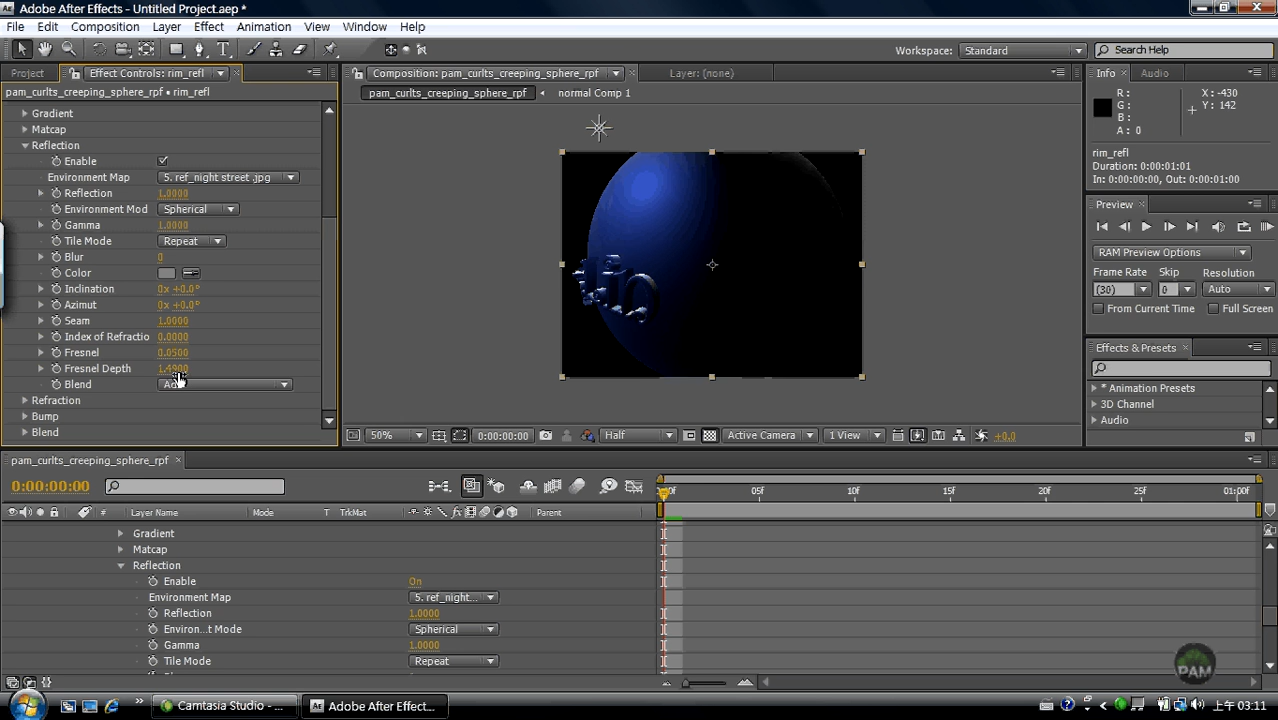 Adobe After Effects - Untitled Project.aep *
File Edit Composition Layer Effect Animation View Window Help
Workspace: Standard Search Help
Project Effect Controls: rim_refl
pam_curlts_creeping_sphere_rpf • rim_refl
Gradient
Matcap
Reflection
Enable
Environment Map 5. ref_night street .jpg
Reflection 1.0000
Environment Mod Spherical
Gamma 1.0000
Tile Mode Repeat
Blur 0
Color
Inclination 0x +0.0°
Azimut 0x +0.0°
Seam 1.0000
Index of Refractio 0.0000
Fresnel 0.0500
Fresnel Depth 1.4900
Blend
Refraction
Bump
Blend
Composition: pam_curlts_creeping_sphere_rpf Layer: (none)
pam_curlts_creeping_sphere_rpf normal Comp 1
50% 0:00:00:00 Half Active Camera 1 View +0.0
Info Audio
R: X: -430
G: Y: 142
B:
A: 0
rim_refl
Duration: 0:00:01:01
In: 0:00:00:00, Out: 0:00:01:00
Preview
RAM Preview Options
Frame Rate Skip Resolution
(30) 0 Auto
From Current Time Full Screen
Effects & Presets
* Animation Presets
3D Channel
Audio
pam_curlts_creeping_sphere_rpf
0:00:00:00
# Layer Name Mode T TrkMat Parent
05f 10f 15f 20f 25f 01:00f
Gradient
Matcap
Reflection
Enable On
Environment Map 5. ref_night...
Reflection 1.0000
Environ...t Mode Spherical
Gamma 1.0000
Tile Mode Repeat
PAM
Camtasia Studio - ... Adobe After Effect... 上午 03:11